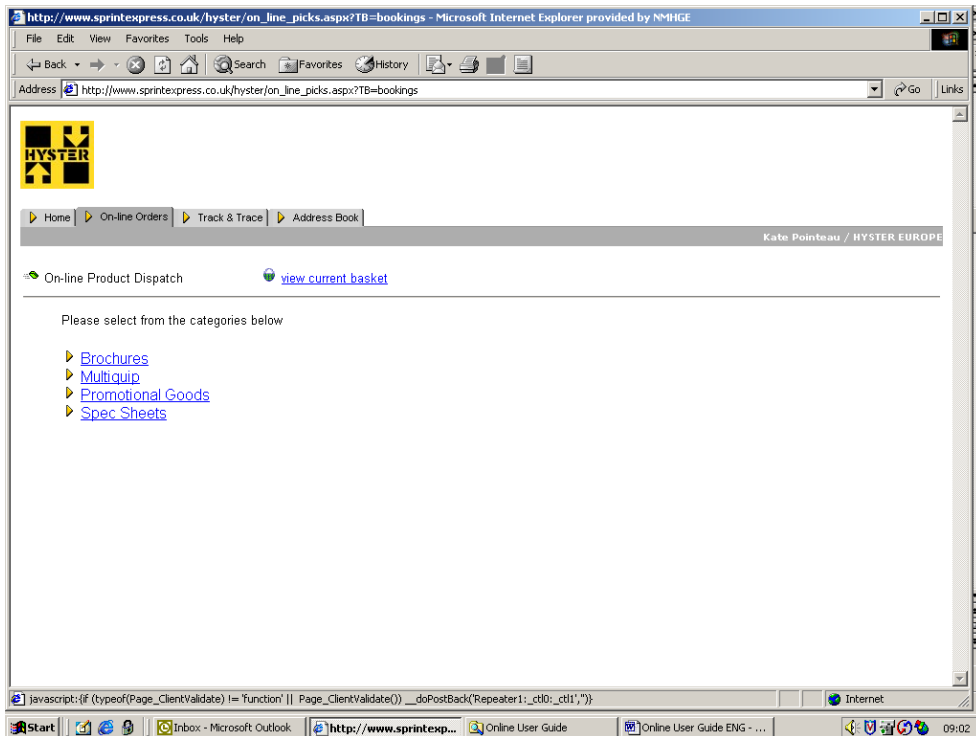 http://www.sprintexpress.co.uk/hyster/on_line_picks.aspx?TB=bookings - Microsoft Internet Explorer provided by NMHGE
File Edit View Favorites Tools Help
Back Search Favorites History
Address http://www.sprintexpress.co.uk/hyster/on_line_picks.aspx?TB=bookings Go Links
HYSTER
Home On-line Orders Track & Trace Address Book
Kate Pointeau / HYSTER EUROPE
On-line Product Dispatch view current basket
Please select from the categories below
Brochures
Multiquip
Promotional Goods
Spec Sheets
javascript:{if (typeof(Page_ClientValidate) != 'function' || Page_ClientValidate()) __doPostBack('Repeater1:_ctl0:_ctl1','')} Internet
Start Inbox - Microsoft Outlook http://www.sprintexp... Online User Guide Online User Guide ENG - ... 09:02